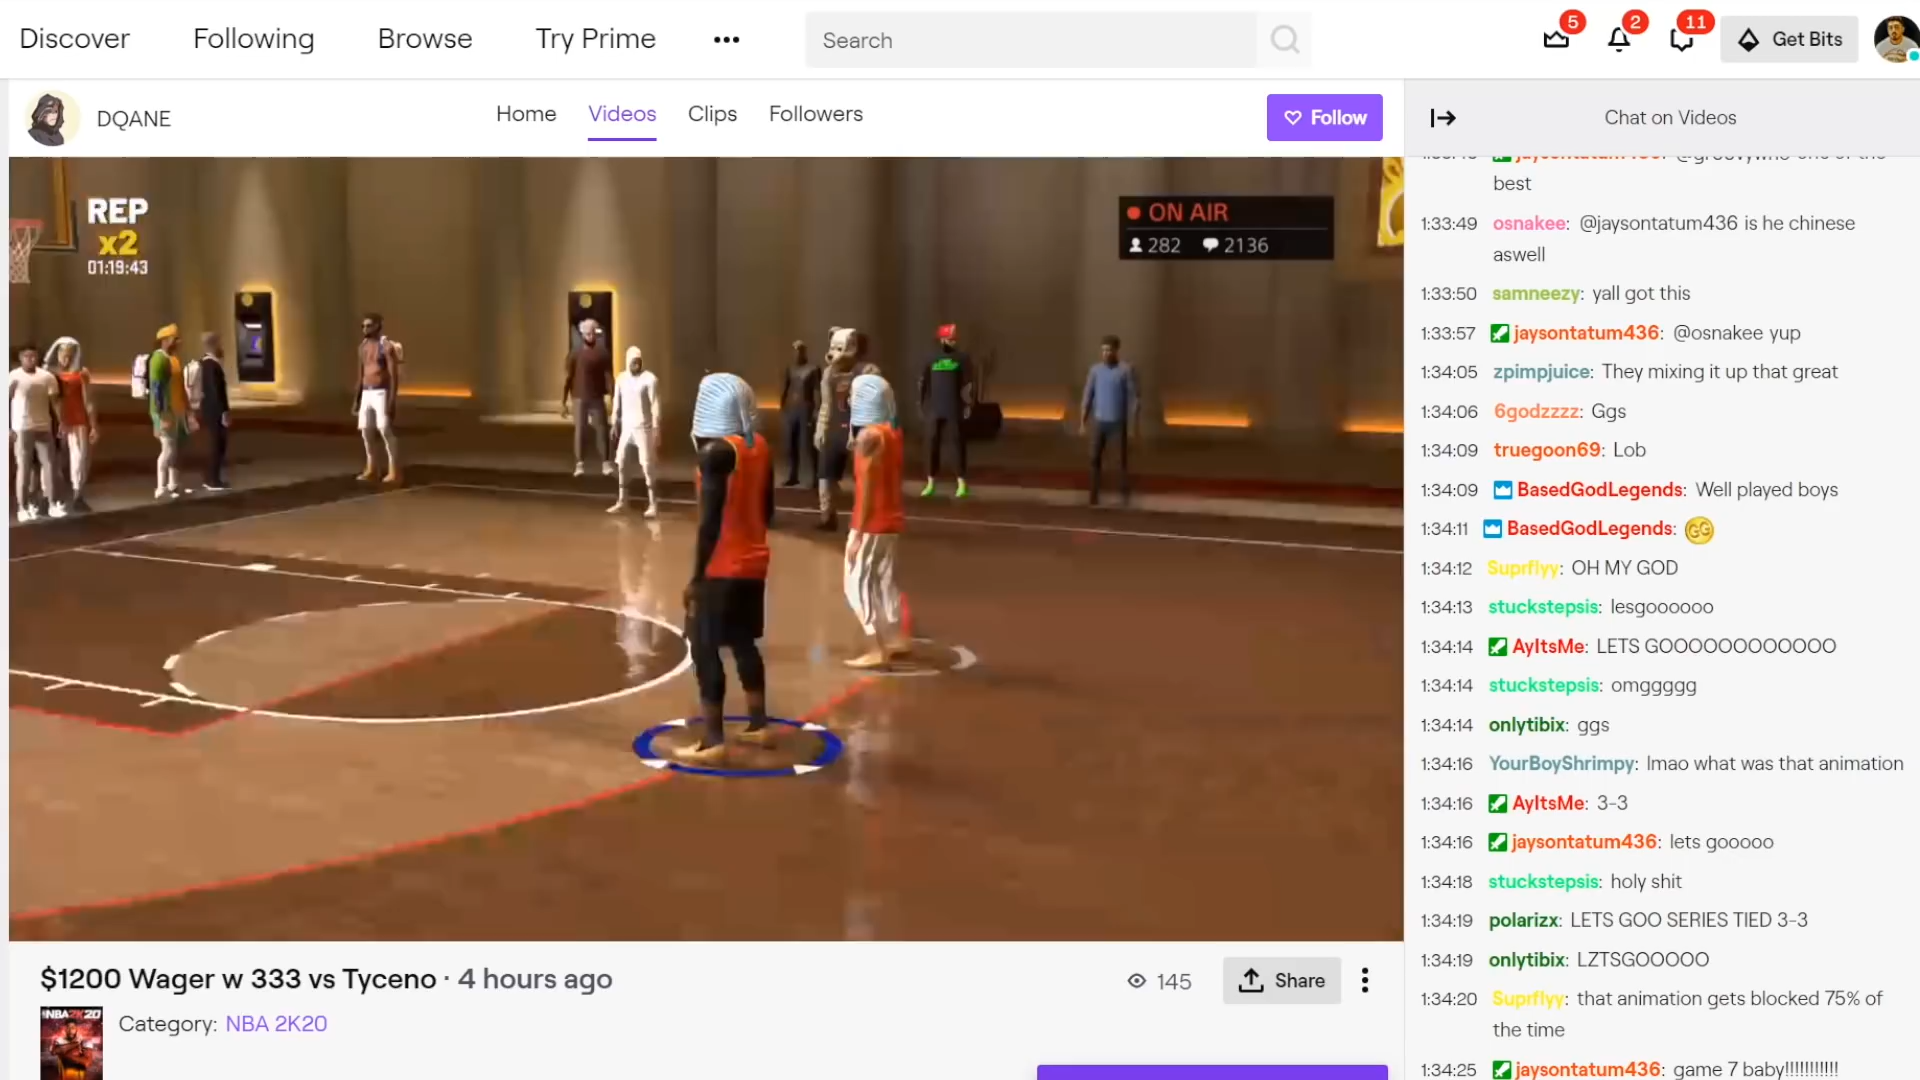 Discover Following Browse Try Prime ••• Search 5 2 11 Get Bits
DQANE Home Videos Clips Followers Follow
REP
x2
01:19:43
ON AIR
282 2136
$1200 Wager w 333 vs Tyceno · 4 hours ago 145 Share
NBA 2K20
Category: NBA 2K20
Chat on Videos
best
1:33:49 osnakee: @jaysontatum436 is he chinese
aswell
1:33:50 samneezy: yall got this
1:33:57 jaysontatum436: @osnakee yup
1:34:05 zpimpjuice: They mixing it up that great
1:34:06 6godzzzz: Ggs
1:34:09 truegoon69: Lob
1:34:09 BasedGodLegends: Well played boys
1:34:11 BasedGodLegends: GG
1:34:12 Suprflyy: OH MY GOD
1:34:13 stuckstepsis: lesgoooooo
1:34:14 AyItsMe: LETS GOOOOOOOOOOOO
1:34:14 stuckstepsis: omggggg
1:34:14 onlytibix: ggs
1:34:16 YourBoyShrimpy: lmao what was that animation
1:34:16 AyItsMe: 3-3
1:34:16 jaysontatum436: lets gooooo
1:34:18 stuckstepsis: holy shit
1:34:19 polarizx: LETS GOO SERIES TIED 3-3
1:34:19 onlytibix: LZTSGOOOOO
1:34:20 Suprflyy: that animation gets blocked 75% of
the time
1:34:25 jaysontatum436: game 7 baby!!!!!!!!!!!